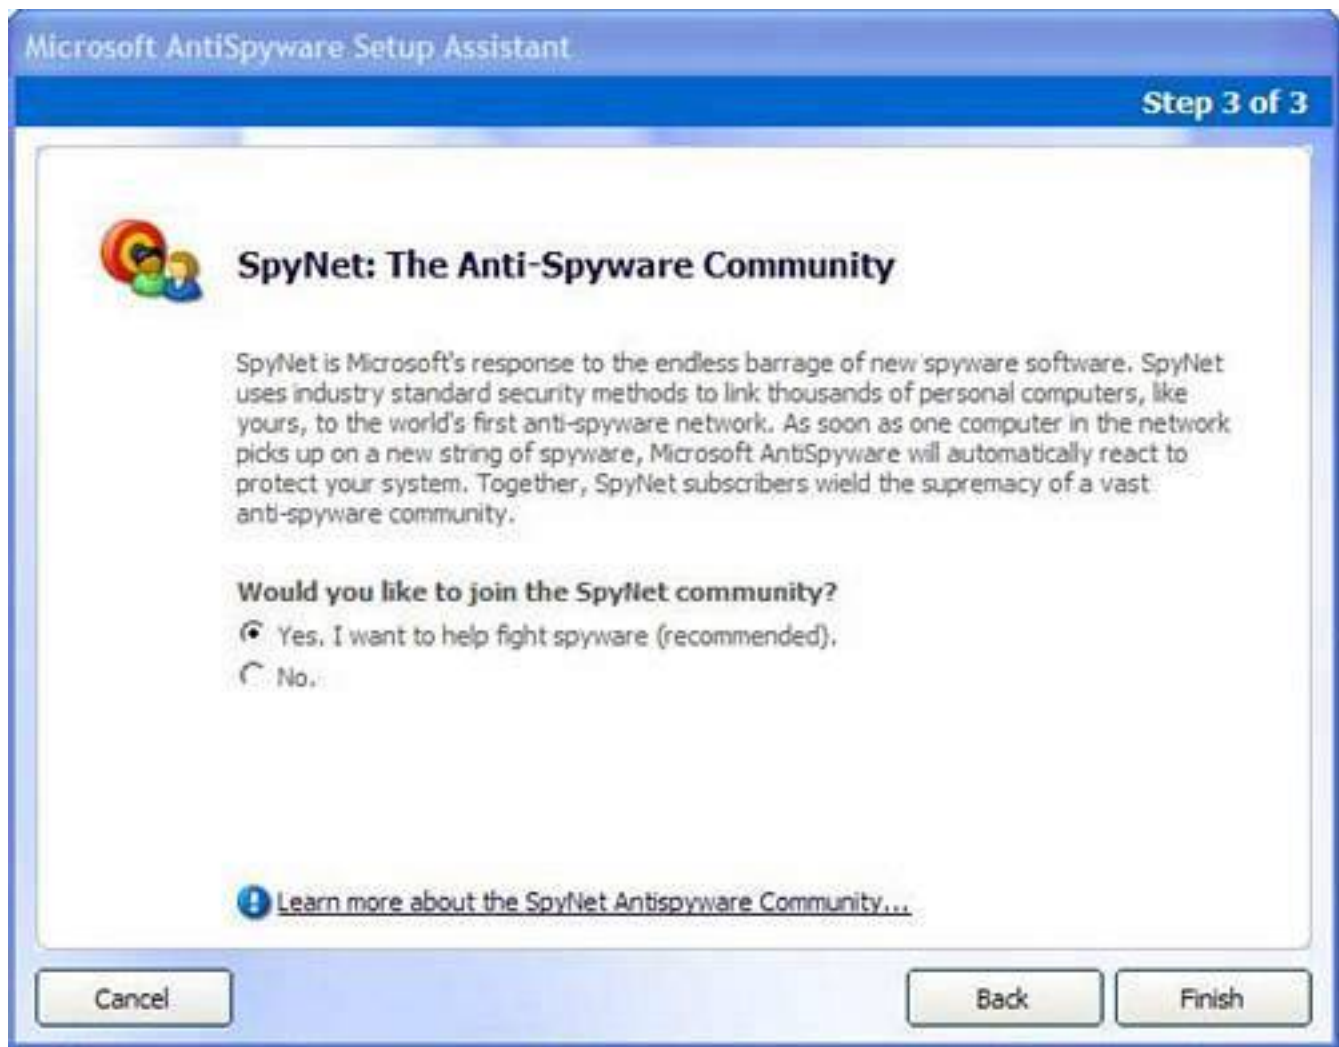 Microsoft AntiSpyware Setup Assistant
Step 3 of 3
SpyNet: The Anti-Spyware Community
SpyNet is Microsoft's response to the endless barrage of new spyware software. SpyNet
uses industry standard security methods to link thousands of personal computers, like
yours, to the world's first anti-spyware network. As soon as one computer in the network
picks up on a new string of spyware, Microsoft AntiSpyware will automatically react to
protect your system. Together, SpyNet subscribers wield the supremacy of a vast
anti-spyware community.
Would you like to join the SpyNet community?
Yes. I want to help fight spyware (recommended).
No.
Learn more about the SpyNet Antispyware Community...
Cancel
Back
Finish